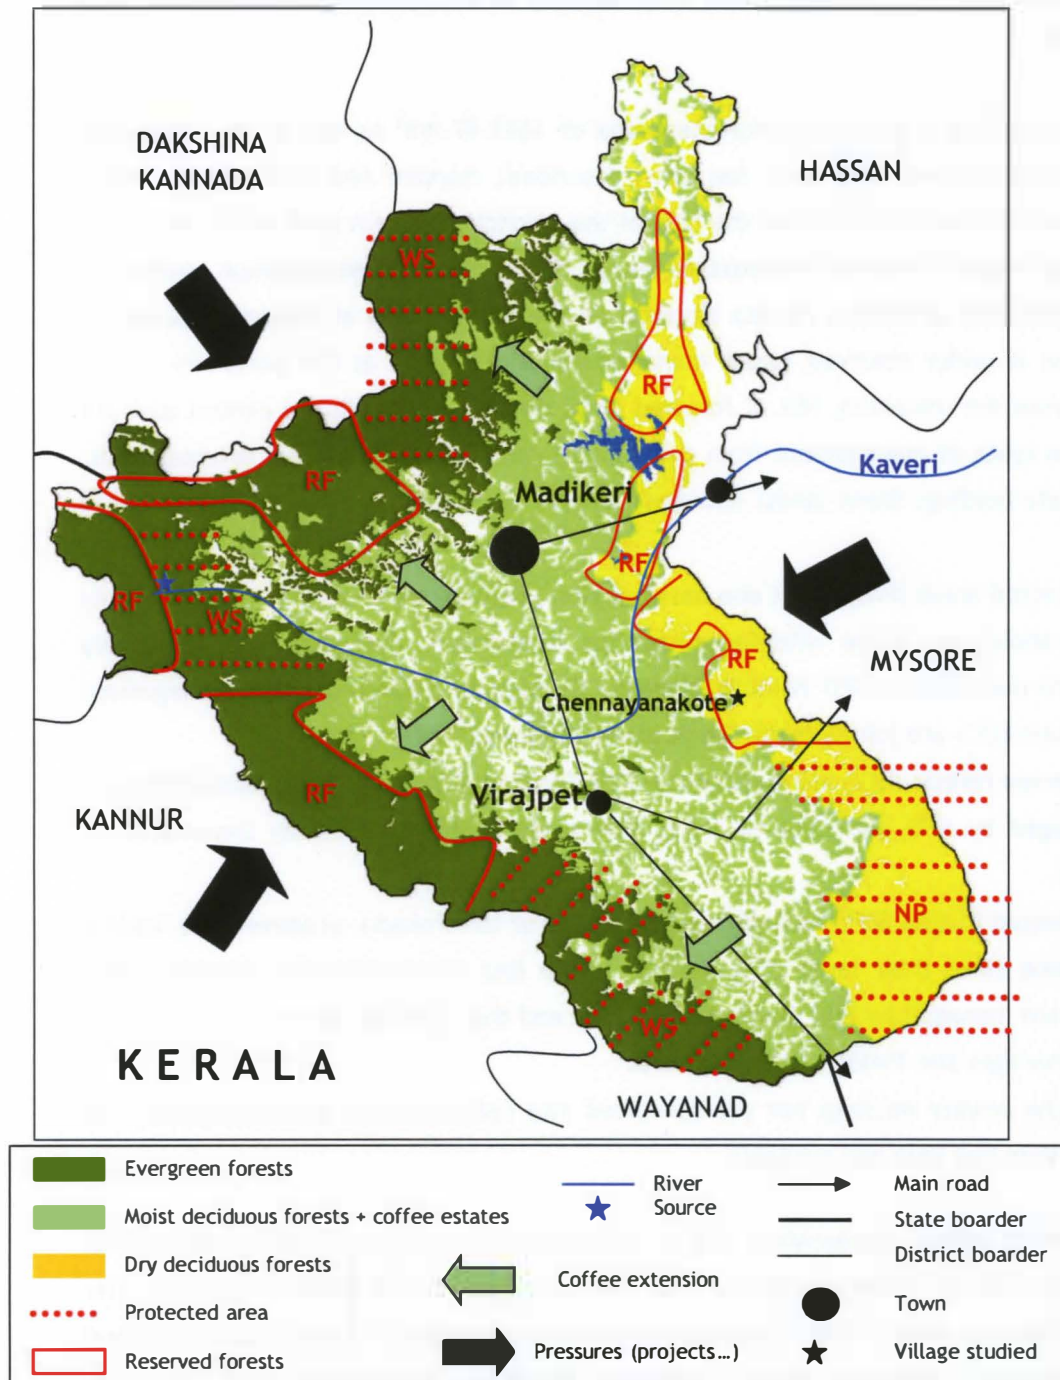 DAKSHINA
KANNADA
HASSAN
WS
RF
Kaveri
Madikeri
RF
RF
RF
WS
RF
MYSORE
Chennayanakote
RF
Virajpet
KANNUR
NP
WS
KERALA
WAYANAD
Evergreen forests
Moist deciduous forests + coffee estates
Dry deciduous forests
Protected area
Reserved forests
River
Source
Coffee extension
Pressures (projects...)
Main road
State boarder
District boarder
Town
Village studied